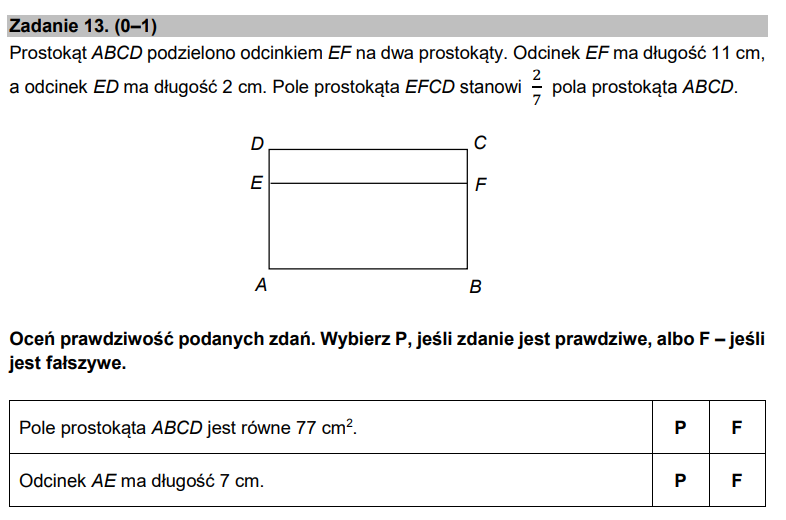 Zadanie 13. (0–1)
Prostokąt ABCD podzielono odcinkiem EF na dwa prostokąty. Odcinek EF ma długość 11 cm,
a odcinek ED ma długość 2 cm. Pole prostokąta EFCD stanowi 2/7 pola prostokąta ABCD.
D C
E F
A B
Oceń prawdziwość podanych zdań. Wybierz P, jeśli zdanie jest prawdziwe, albo F – jeśli
jest fałszywe.
Pole prostokąta ABCD jest równe 77 cm². P F
Odcinek AE ma długość 7 cm. P F